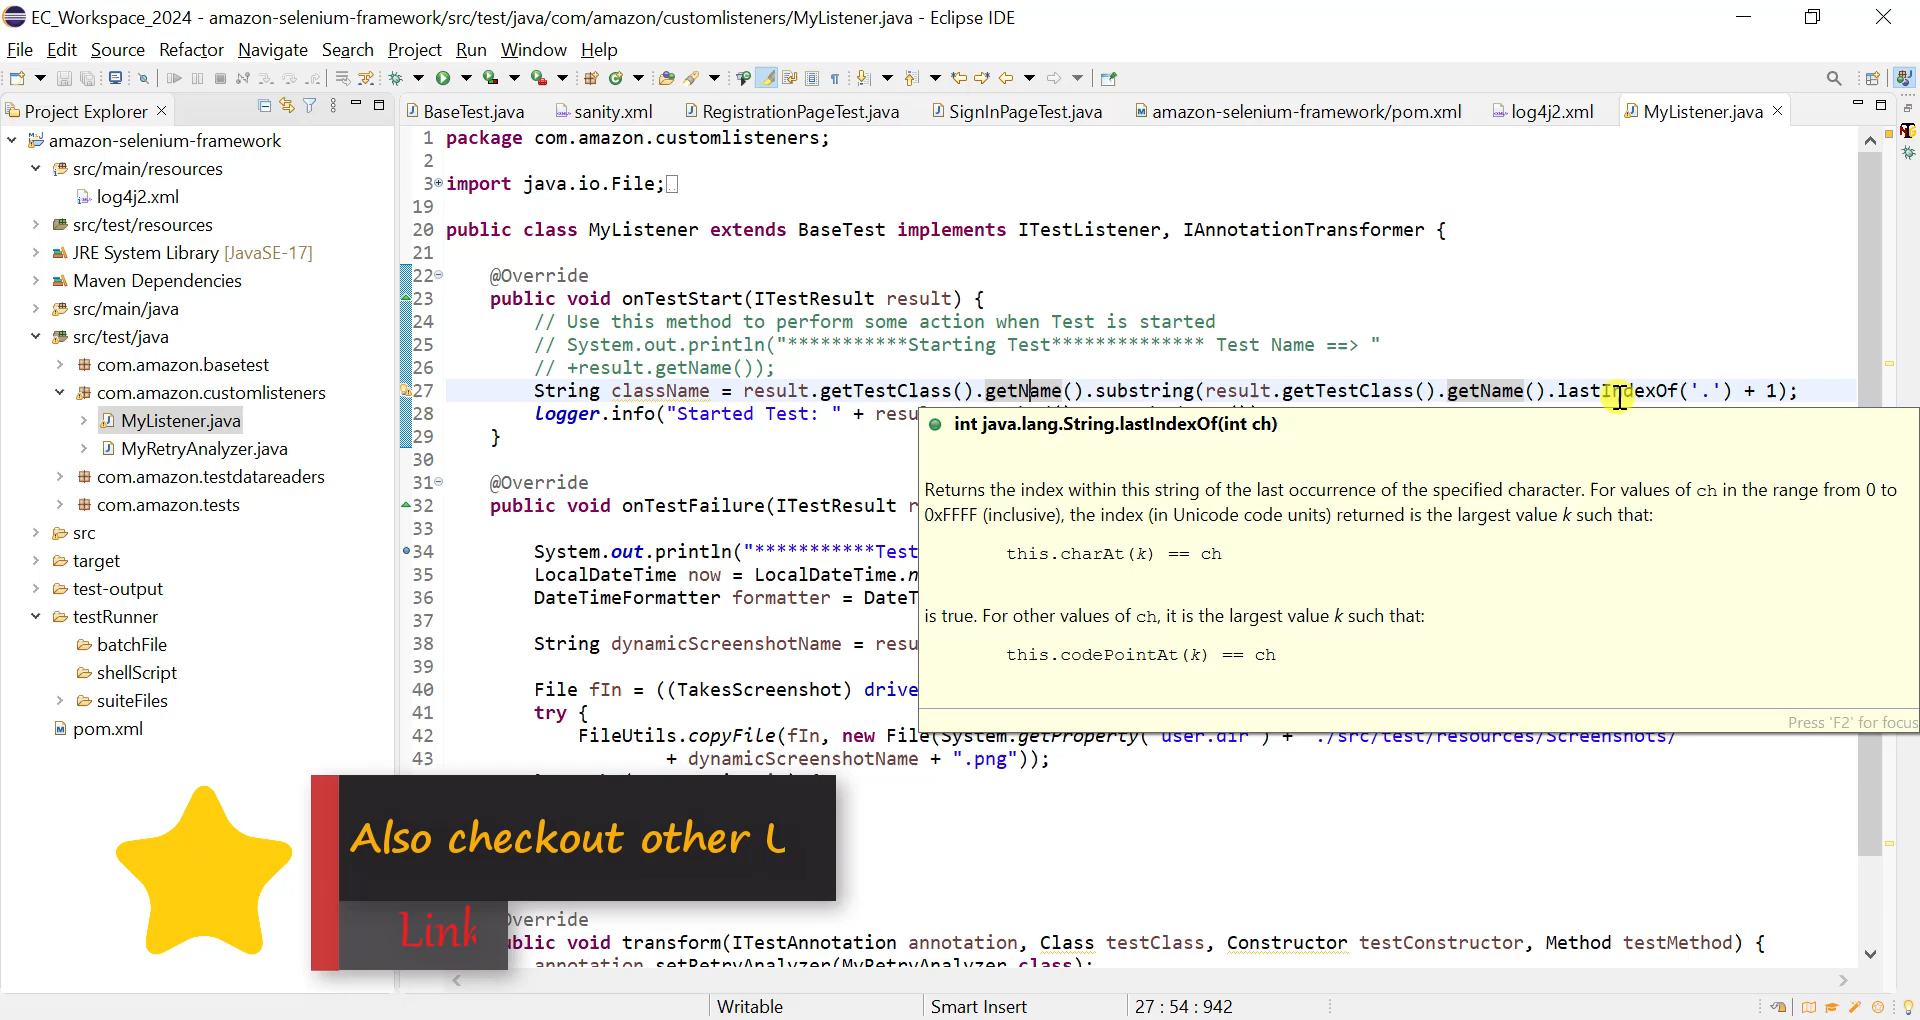 EC_Workspace_2024 - amazon-selenium-framework/src/test/java/com/amazon/customlisteners/MyListener.java - Eclipse IDE
File Edit Source Refactor Navigate Search Project Run Window Help
Project Explorer
BaseTest.java sanity.xml RegistrationPageTest.java SignInPageTest.java amazon-selenium-framework/pom.xml log4j2.xml MyListener.java
amazon-selenium-framework
src/main/resources
log4j2.xml
src/test/resources
JRE System Library [JavaSE-17]
Maven Dependencies
src/main/java
src/test/java
com.amazon.basetest
com.amazon.customlisteners
MyListener.java
MyRetryAnalyzer.java
com.amazon.testdatareaders
com.amazon.tests
src
target
test-output
testRunner
batchFile
shellScript
suiteFiles
pom.xml
1 package com.amazon.customlisteners;
2
3 import java.io.File;
19
20 public class MyListener extends BaseTest implements ITestListener, IAnnotationTransformer {
21
22 @Override
23 public void onTestStart(ITestResult result) {
24 // Use this method to perform some action when Test is started
25 // System.out.println("***********Starting Test************** Test Name ==> "
26 // +result.getName());
27 String className = result.getTestClass().getName().substring(result.getTestClass().getName().lastIndexOf('.') + 1);
28 logger.info("Started Test: " + resu
29 }
30
31 @Override
32 public void onTestFailure(ITestResult r
33
34 System.out.println("***********Test
35 LocalDateTime now = LocalDateTime.n
36 DateTimeFormatter formatter = DateT
37
38 String dynamicScreenshotName = resu
39
40 File fIn = ((TakesScreenshot) drive
41 try {
42 FileUtils.copyFile(fIn, new File(System.getProperty("user.dir") + "./src/test/resources/Screenshots/"
43 + dynamicScreenshotName + ".png"));
int java.lang.String.lastIndexOf(int ch)
Returns the index within this string of the last occurrence of the specified character. For values of ch in the range from 0 to
0xFFFF (inclusive), the index (in Unicode code units) returned is the largest value k such that:
this.charAt(k) == ch
is true. For other values of ch, it is the largest value k such that:
this.codePointAt(k) == ch
Press 'F2' for focus
Also checkout other
Link
Override
ublic void transform(ITestAnnotation annotation, Class testClass, Constructor testConstructor, Method testMethod) {
annotation.setRetryAnalyzer(MyRetryAnalyzer.class);
Writable Smart Insert 27 : 54 : 942